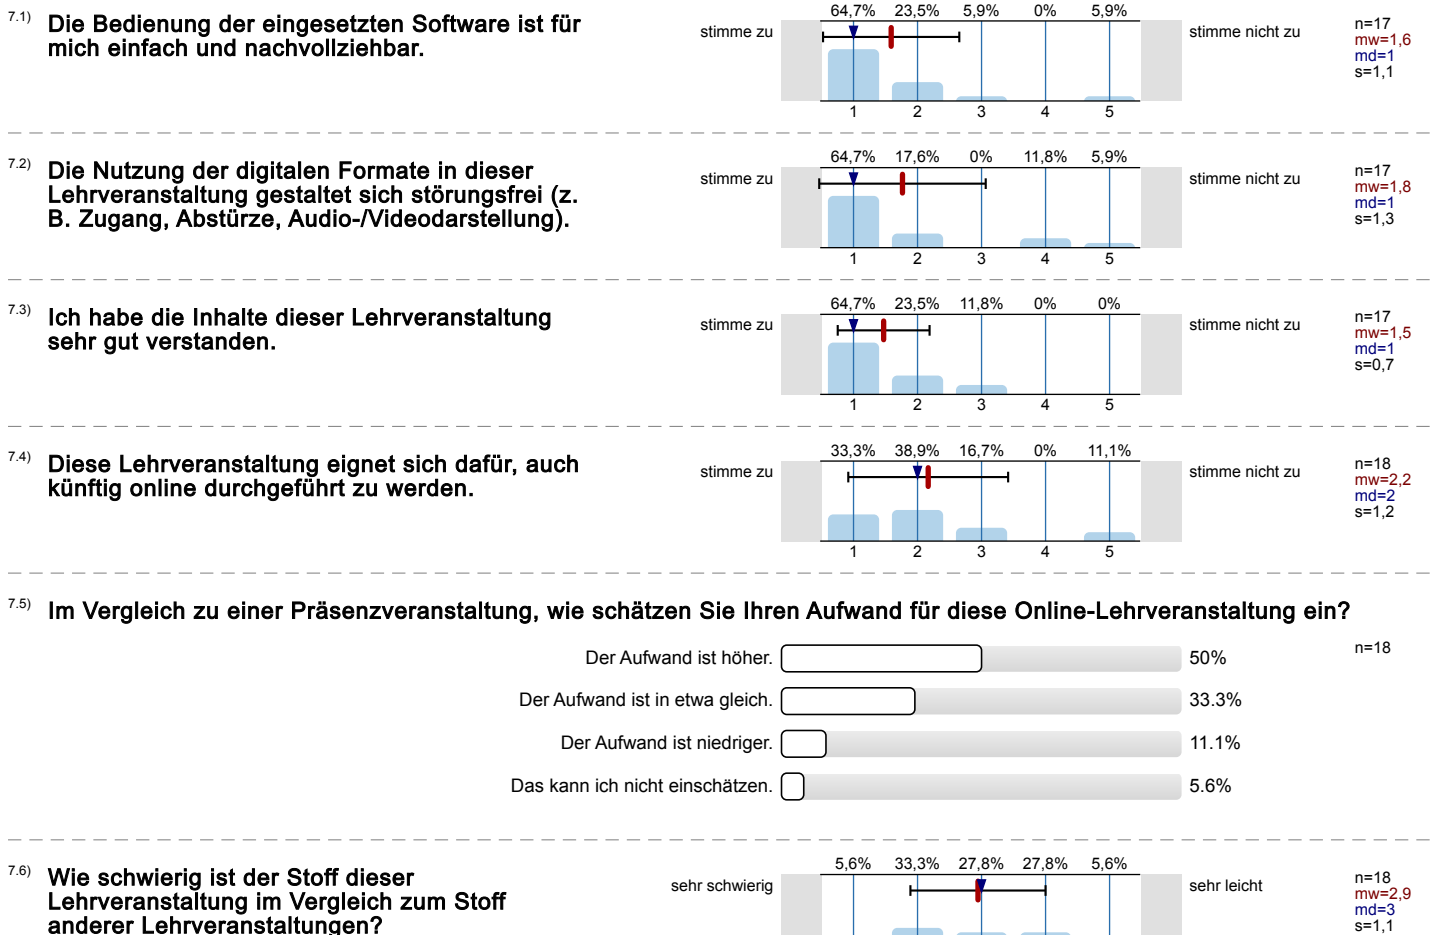 7.1) Die Bedienung der eingesetzten Software ist für
mich einfach und nachvollziehbar.
stimme zu
64,7% 23,5% 5,9% 0% 5,9%
1 2 3 4 5
stimme nicht zu
n=17
mw=1,6
md=1
s=1,1
7.2) Die Nutzung der digitalen Formate in dieser
Lehrveranstaltung gestaltet sich störungsfrei (z.
B. Zugang, Abstürze, Audio-/Videodarstellung).
stimme zu
64,7% 17,6% 0% 11,8% 5,9%
1 2 3 4 5
stimme nicht zu
n=17
mw=1,8
md=1
s=1,3
7.3) Ich habe die Inhalte dieser Lehrveranstaltung
sehr gut verstanden.
stimme zu
64,7% 23,5% 11,8% 0% 0%
1 2 3 4 5
stimme nicht zu
n=17
mw=1,5
md=1
s=0,7
7.4) Diese Lehrveranstaltung eignet sich dafür, auch
künftig online durchgeführt zu werden.
stimme zu
33,3% 38,9% 16,7% 0% 11,1%
1 2 3 4 5
stimme nicht zu
n=18
mw=2,2
md=2
s=1,2
7.5) Im Vergleich zu einer Präsenzveranstaltung, wie schätzen Sie Ihren Aufwand für diese Online-Lehrveranstaltung ein?
n=18
Der Aufwand ist höher. 50%
Der Aufwand ist in etwa gleich. 33.3%
Der Aufwand ist niedriger. 11.1%
Das kann ich nicht einschätzen. 5.6%
7.6) Wie schwierig ist der Stoff dieser
Lehrveranstaltung im Vergleich zum Stoff
anderer Lehrveranstaltungen?
sehr schwierig
5,6% 33,3% 27,8% 27,8% 5,6%
sehr leicht
n=18
mw=2,9
md=3
s=1,1